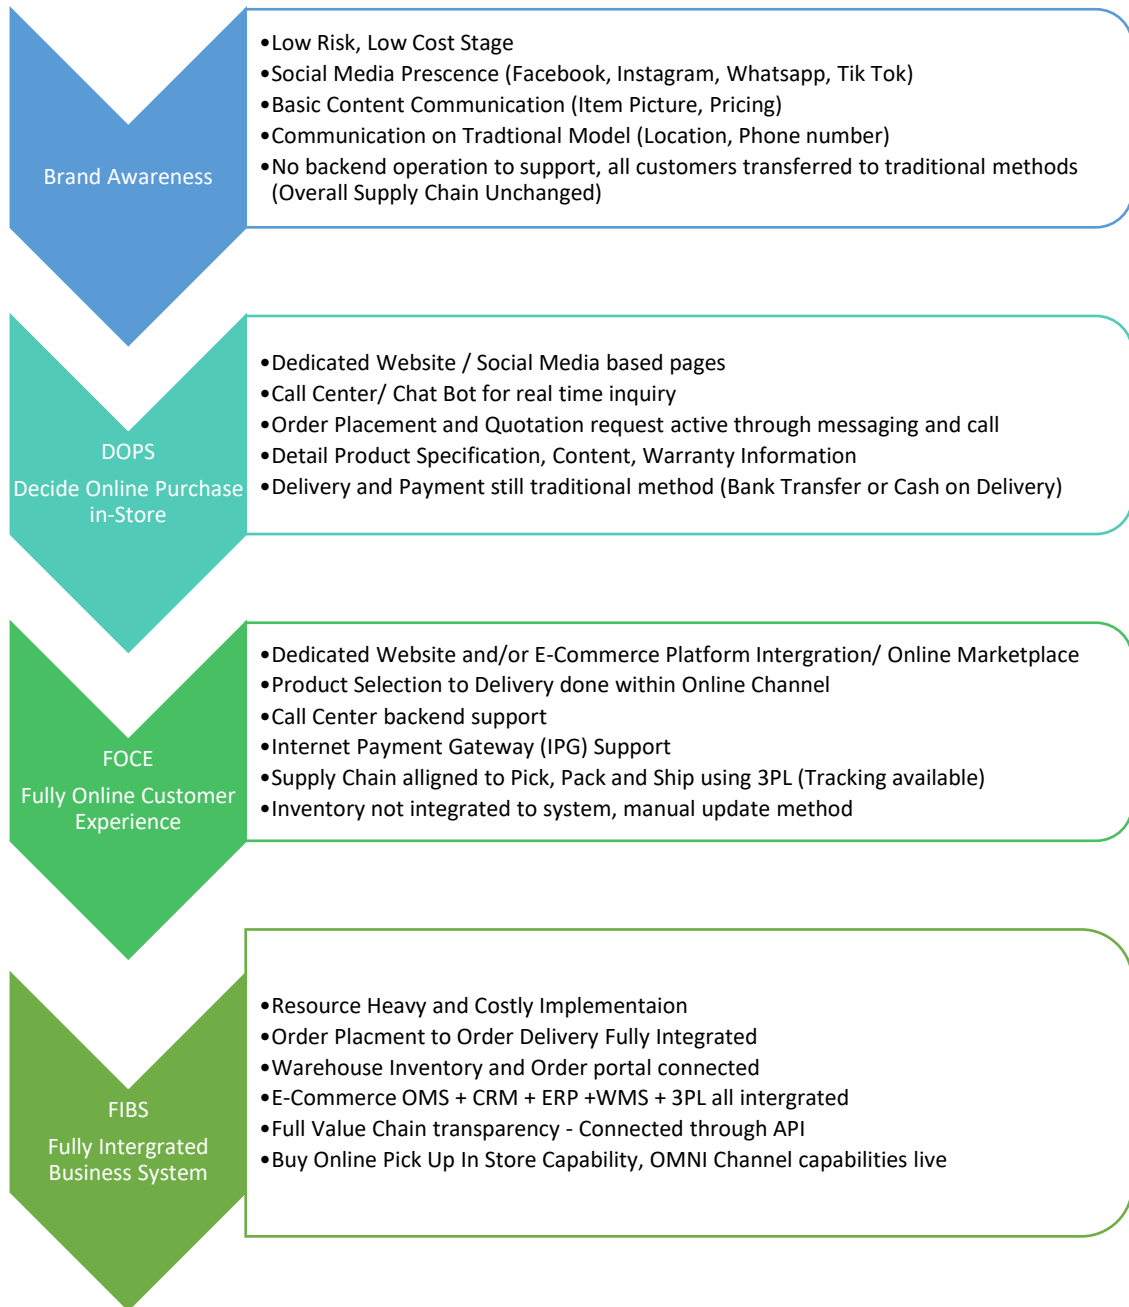 Brand Awareness
•Low Risk, Low Cost Stage
•Social Media Prescence (Facebook, Instagram, Whatsapp, Tik Tok)
•Basic Content Communication (Item Picture, Pricing)
•Communication on Tradtional Model (Location, Phone number)
•No backend operation to support, all customers transferred to traditional methods
(Overall Supply Chain Unchanged)
DOPS
Decide Online Purchase
in-Store
•Dedicated Website / Social Media based pages
•Call Center/ Chat Bot for real time inquiry
•Order Placement and Quotation request active through messaging and call
•Detail Product Specification, Content, Warranty Information
•Delivery and Payment still traditional method (Bank Transfer or Cash on Delivery)
FOCE
Fully Online Customer
Experience
•Dedicated Website and/or E-Commerce Platform Intergration/ Online Marketplace
•Product Selection to Delivery done within Online Channel
•Call Center backend support
•Internet Payment Gateway (IPG) Support
•Supply Chain alligned to Pick, Pack and Ship using 3PL (Tracking available)
•Inventory not integrated to system, manual update method
FIBS
Fully Intergrated
Business System
•Resource Heavy and Costly Implementaion
•Order Placment to Order Delivery Fully Integrated
•Warehouse Inventory and Order portal connected
•E-Commerce OMS + CRM + ERP +WMS + 3PL all intergrated
•Full Value Chain transparency - Connected through API
•Buy Online Pick Up In Store Capability, OMNI Channel capabilities live